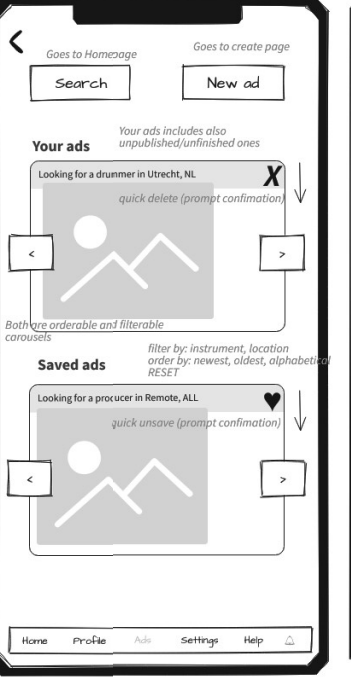 Goes to Homepage
Goes to create page
Search
New ad
Your ads includes also
unpublished/unfinished ones
Your ads
Looking for a drummer in Utrecht, NL
X
quick delete (prompt confimation)
<
>
Both are orderable and filterable
carousels
filter by: instrument, location
order by: newest, oldest, alphabetical
RESET
Saved ads
Looking for a producer in Remote, ALL
quick unsave (prompt confimation)
<
>
Home Profile Ads Settings Help